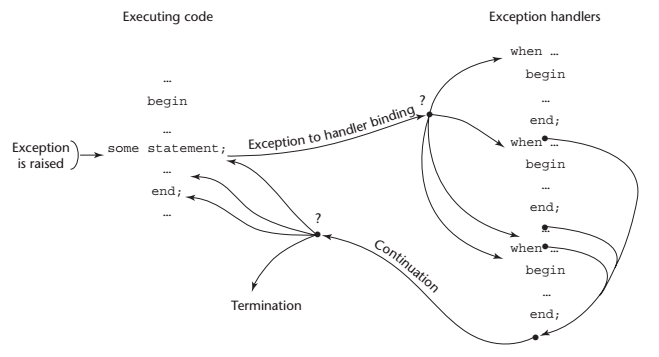 Executing code
Exception handlers
…
begin
…
Exception
is raised
some statement;
…
end;
…
Exception to handler binding
?
when …
begin
…
end;
when …
begin
…
end;
…
when …
begin
…
end;
?
Continuation
Termination